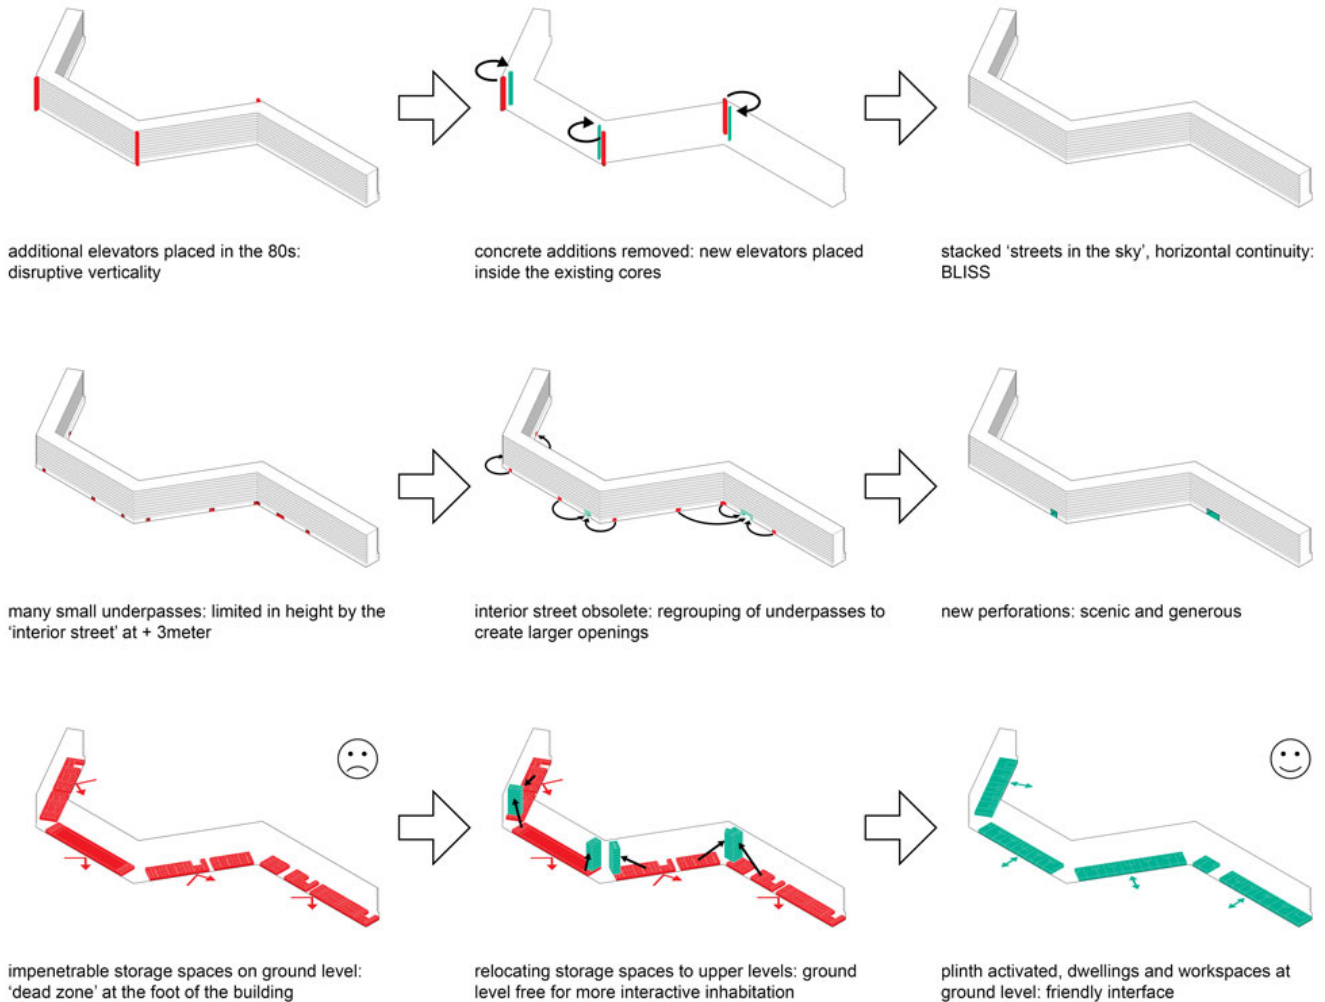 additional elevators placed in the 80s:
disruptive verticality
concrete additions removed: new elevators placed
inside the existing cores
stacked ‘streets in the sky’, horizontal continuity:
BLISS
many small underpasses: limited in height by the
‘interior street’ at + 3meter
interior street obsolete: regrouping of underpasses to
create larger openings
new perforations: scenic and generous
impenetrable storage spaces on ground level:
‘dead zone’ at the foot of the building
relocating storage spaces to upper levels: ground
level free for more interactive inhabitation
plinth activated, dwellings and workspaces at
ground level: friendly interface